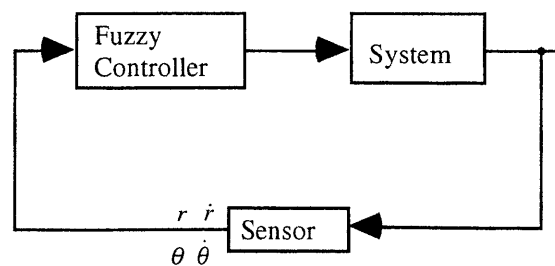 Fuzzy
Controller
System
r ṙ
Sensor
θ θ̇